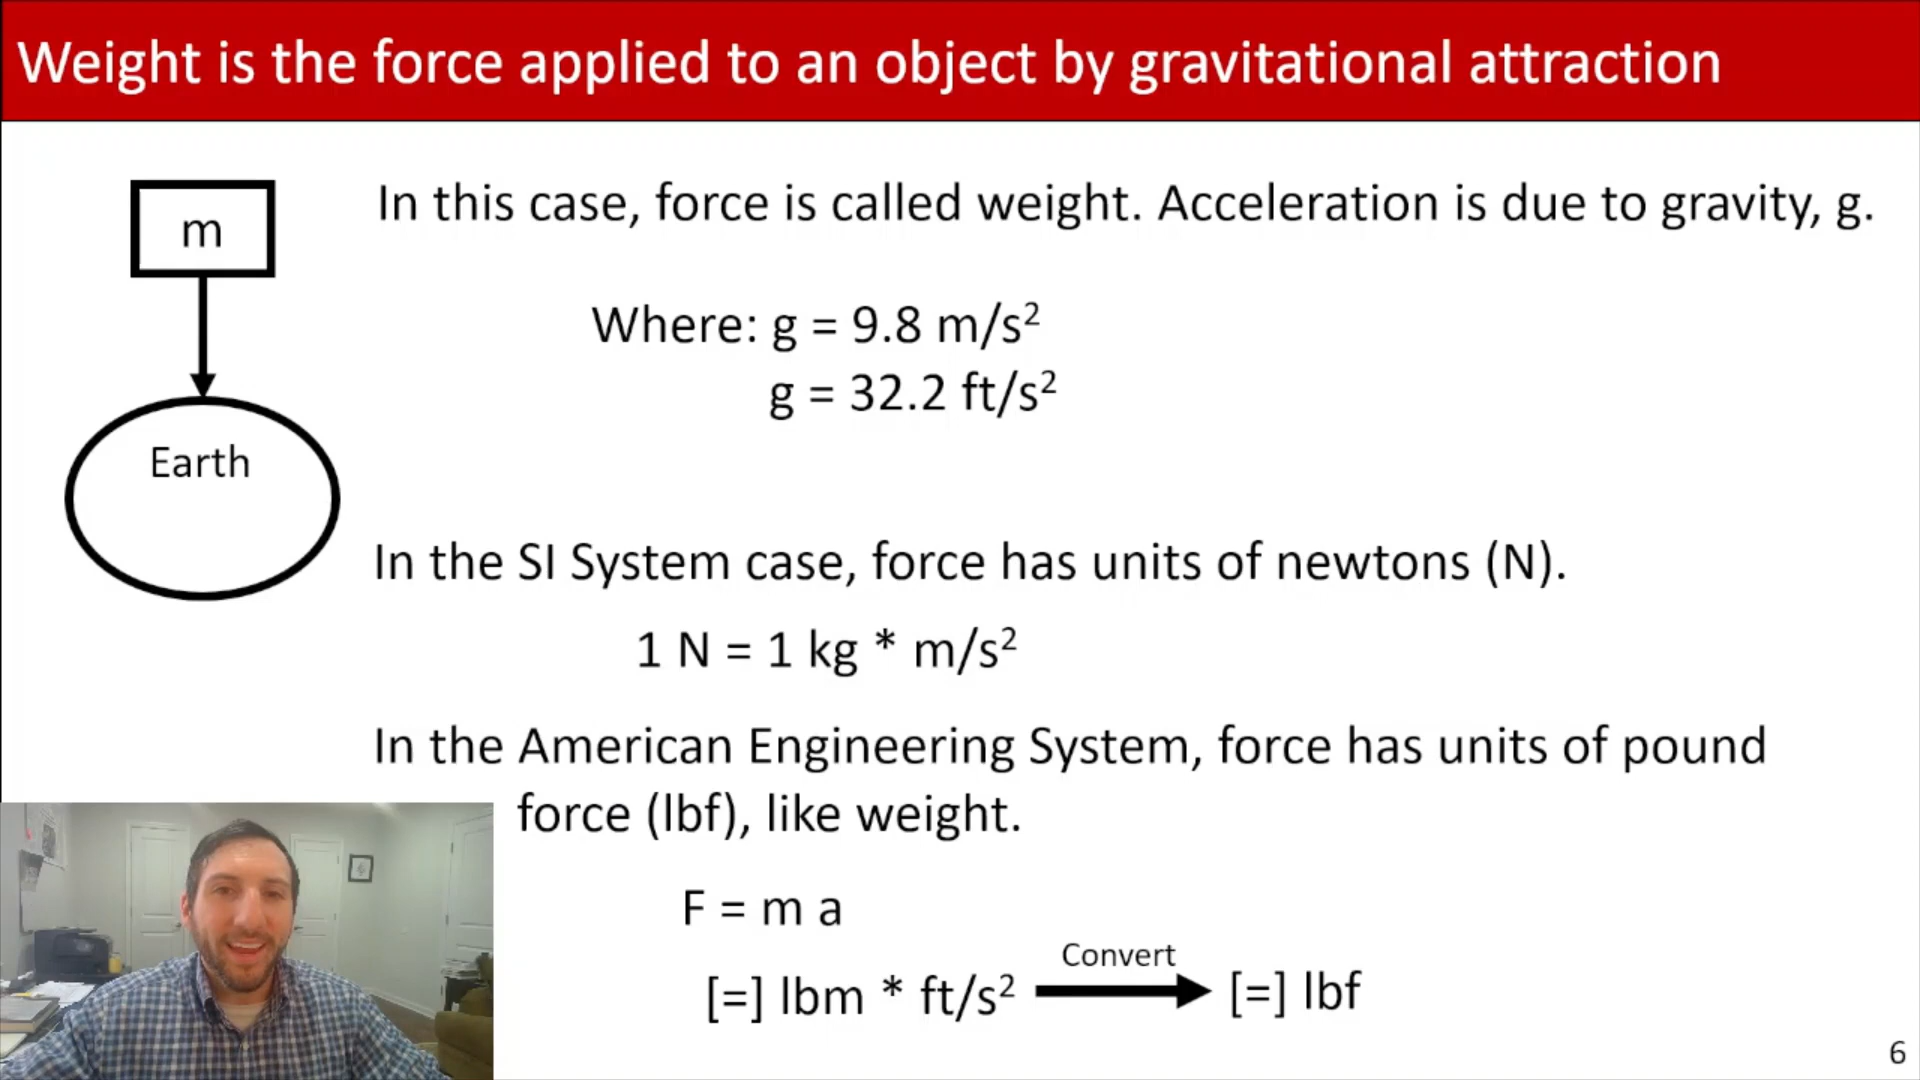 Weight is the force applied to an object by gravitational attraction
m
In this case, force is called weight. Acceleration is due to gravity, g.
Where: g = 9.8 m/s²
g = 32.2 ft/s²
Earth
In the SI System case, force has units of newtons (N).
1 N = 1 kg * m/s²
In the American Engineering System, force has units of pound
force (lbf), like weight.
F = m a
Convert
[=] lbm * ft/s² [=] lbf
6